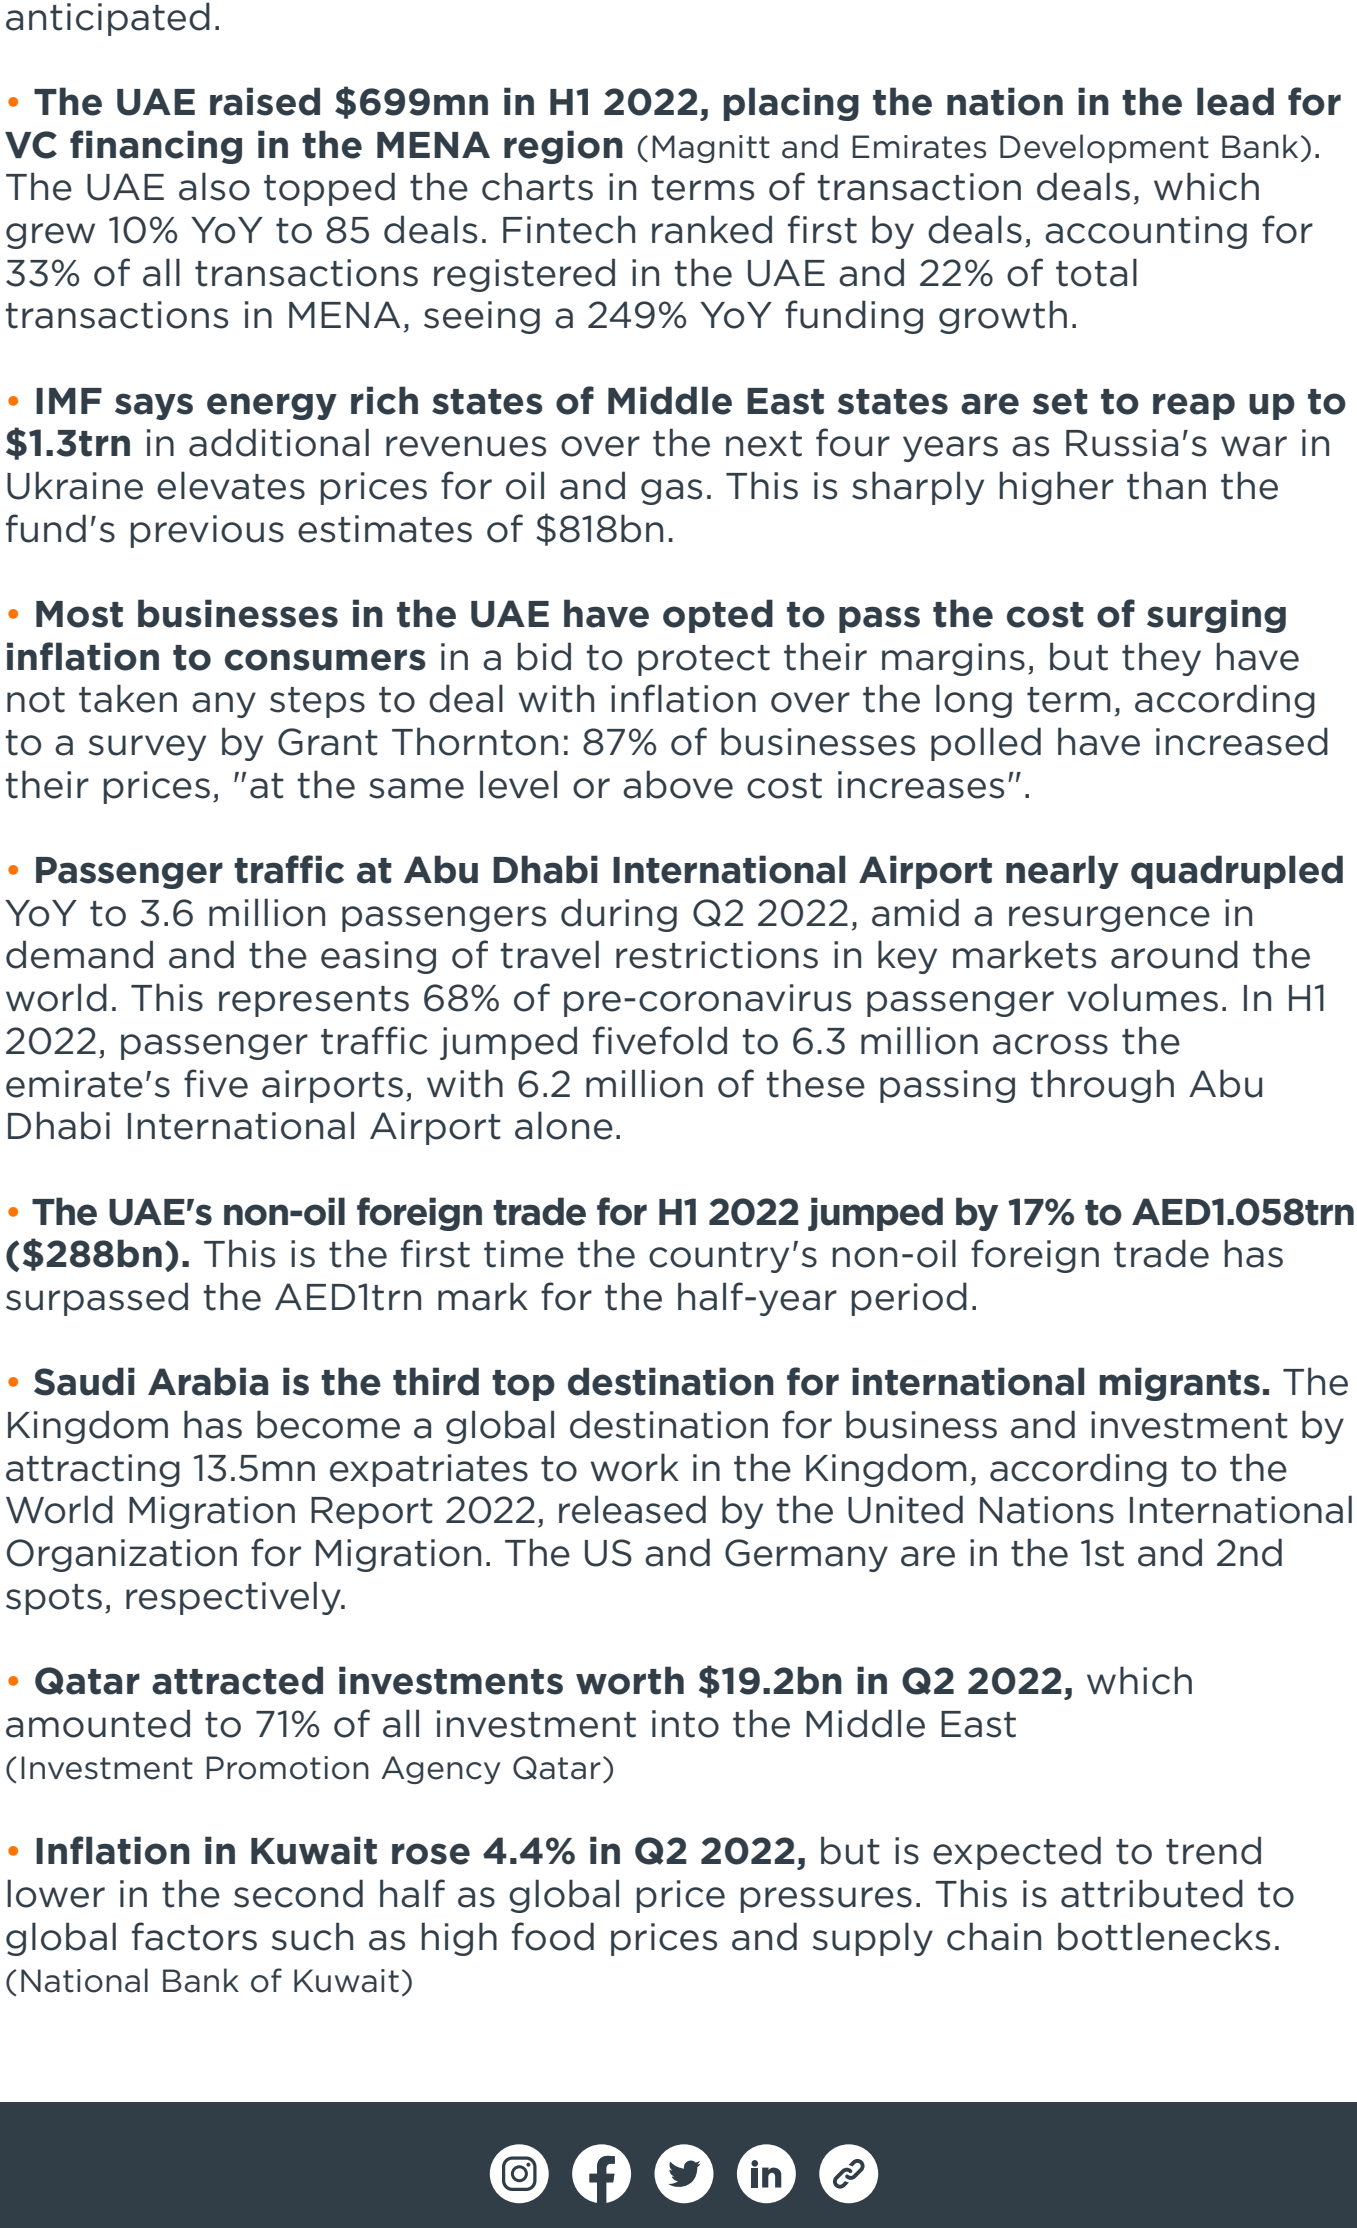 anticipated.
• The UAE raised $699mn in H1 2022, placing the nation in the lead for
VC financing in the MENA region (Magnitt and Emirates Development Bank).
The UAE also topped the charts in terms of transaction deals, which
grew 10% YoY to 85 deals. Fintech ranked first by deals, accounting for
33% of all transactions registered in the UAE and 22% of total
transactions in MENA, seeing a 249% YoY funding growth.
• IMF says energy rich states of Middle East states are set to reap up to
$1.3trn in additional revenues over the next four years as Russia's war in
Ukraine elevates prices for oil and gas. This is sharply higher than the
fund's previous estimates of $818bn.
• Most businesses in the UAE have opted to pass the cost of surging
inflation to consumers in a bid to protect their margins, but they have
not taken any steps to deal with inflation over the long term, according
to a survey by Grant Thornton: 87% of businesses polled have increased
their prices, "at the same level or above cost increases".
• Passenger traffic at Abu Dhabi International Airport nearly quadrupled
YoY to 3.6 million passengers during Q2 2022, amid a resurgence in
demand and the easing of travel restrictions in key markets around the
world. This represents 68% of pre-coronavirus passenger volumes. In H1
2022, passenger traffic jumped fivefold to 6.3 million across the
emirate's five airports, with 6.2 million of these passing through Abu
Dhabi International Airport alone.
• The UAE's non-oil foreign trade for H1 2022 jumped by 17% to AED1.058trn
($288bn). This is the first time the country's non-oil foreign trade has
surpassed the AED1trn mark for the half-year period.
• Saudi Arabia is the third top destination for international migrants. The
Kingdom has become a global destination for business and investment by
attracting 13.5mn expatriates to work in the Kingdom, according to the
World Migration Report 2022, released by the United Nations International
Organization for Migration. The US and Germany are in the 1st and 2nd
spots, respectively.
• Qatar attracted investments worth $19.2bn in Q2 2022, which
amounted to 71% of all investment into the Middle East
(Investment Promotion Agency Qatar)
• Inflation in Kuwait rose 4.4% in Q2 2022, but is expected to trend
lower in the second half as global price pressures. This is attributed to
global factors such as high food prices and supply chain bottlenecks.
(National Bank of Kuwait)